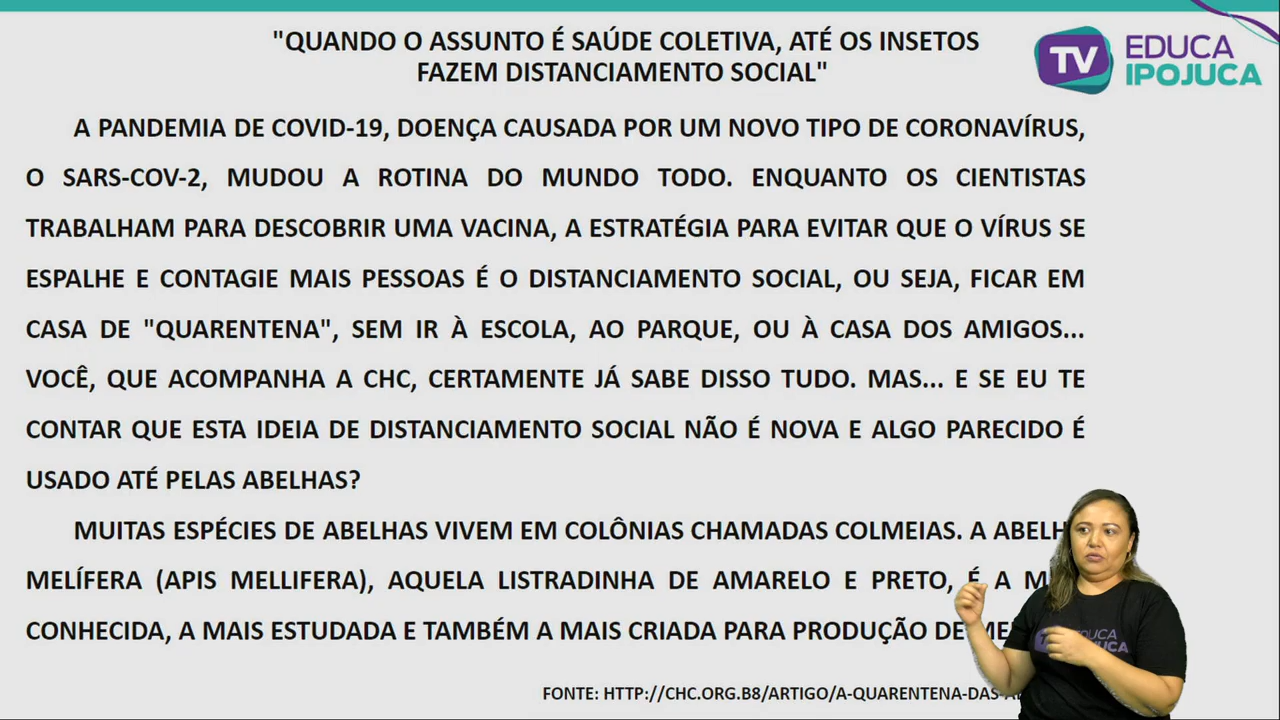 "QUANDO O ASSUNTO É SAÚDE COLETIVA, ATÉ OS INSETOS
FAZEM DISTANCIAMENTO SOCIAL"
TV EDUCA
IPOJUCA
A PANDEMIA DE COVID-19, DOENÇA CAUSADA POR UM NOVO TIPO DE CORONAVÍRUS,
O SARS-COV-2, MUDOU A ROTINA DO MUNDO TODO. ENQUANTO OS CIENTISTAS
TRABALHAM PARA DESCOBRIR UMA VACINA, A ESTRATÉGIA PARA EVITAR QUE O VÍRUS SE
ESPALHE E CONTAGIE MAIS PESSOAS É O DISTANCIAMENTO SOCIAL, OU SEJA, FICAR EM
CASA DE "QUARENTENA", SEM IR À ESCOLA, AO PARQUE, OU À CASA DOS AMIGOS...
VOCÊ, QUE ACOMPANHA A CHC, CERTAMENTE JÁ SABE DISSO TUDO. MAS... E SE EU TE
CONTAR QUE ESTA IDEIA DE DISTANCIAMENTO SOCIAL NÃO É NOVA E ALGO PARECIDO É
USADO ATÉ PELAS ABELHAS?
MUITAS ESPÉCIES DE ABELHAS VIVEM EM COLÔNIAS CHAMADAS COLMEIAS. A
MELÍFERA (APIS MELLIFERA), AQUELA LISTRADINHA DE AMARELO E PRETO, É A
CONHECIDA, A MAIS ESTUDADA E TAMBÉM A MAIS CRIADA PARA PRODUÇÃO DE
FONTE: HTTP://CHC.ORG.B8/ARTIGO/A-QUARENTENA-DAS-